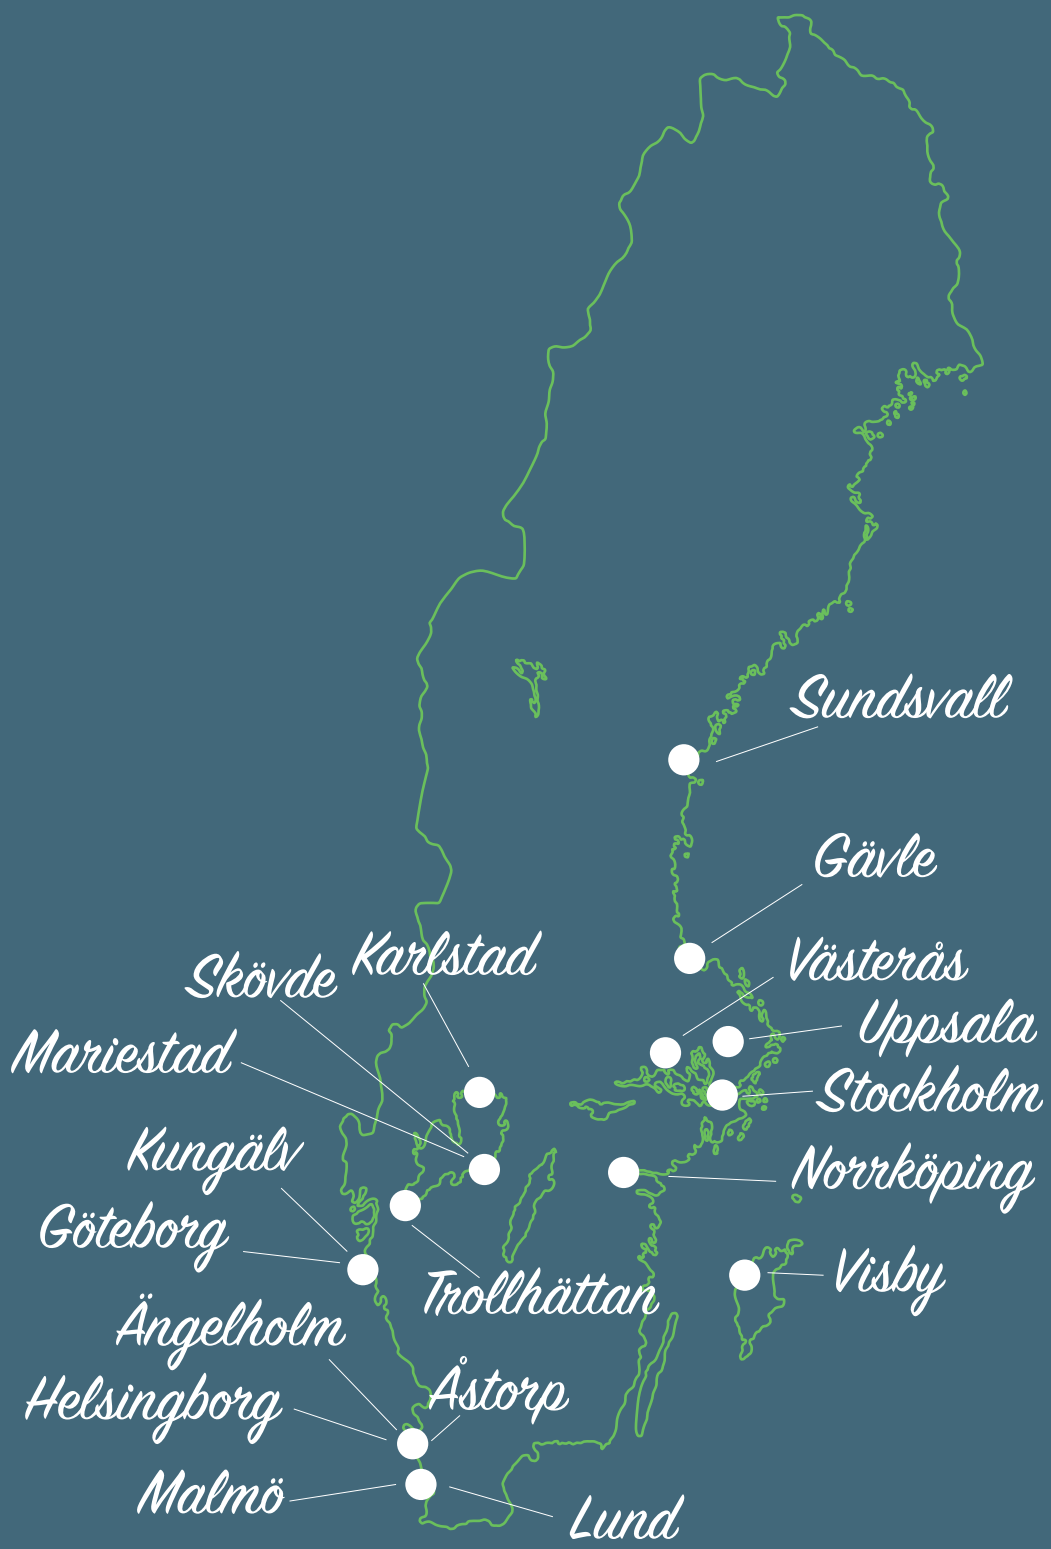 Sundsvall
Gävle
Karlstad
Västerås
Skövde
Uppsala
Mariestad
Stockholm
Kungälv
Norrköping
Göteborg
Visby
Trollhättan
Ängelholm
Åstorp
Helsingborg
Malmö
Lund